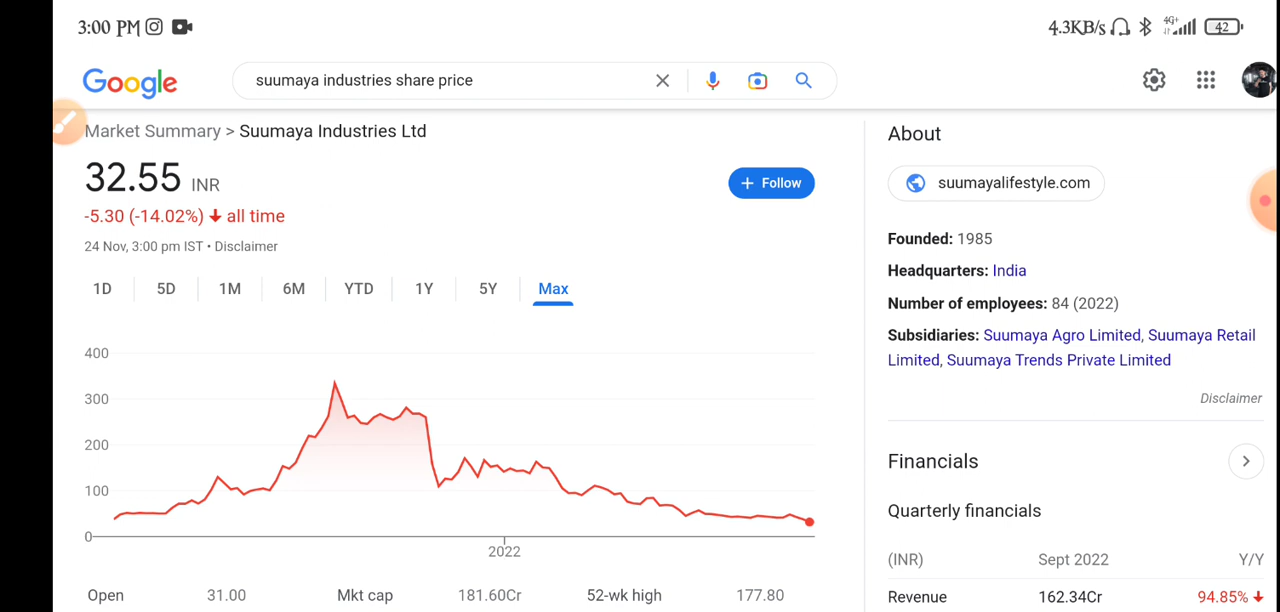 3:00 PM
4.3KB/s 4G+ 42
Google
suumaya industries share price
Market Summary > Suumaya Industries Ltd
32.55 INR
+ Follow
-5.30 (-14.02%) all time
24 Nov, 3:00 pm IST • Disclaimer
1D 5D 1M 6M YTD 1Y 5Y Max
400
300
200
100
0
2022
Open 31.00 Mkt cap 181.60Cr 52-wk high 177.80
About
suumayalifestyle.com
Founded: 1985
Headquarters: India
Number of employees: 84 (2022)
Subsidiaries: Suumaya Agro Limited, Suumaya Retail
Limited, Suumaya Trends Private Limited
Disclaimer
Financials
Quarterly financials
(INR) Sept 2022 Y/Y
Revenue 162.34Cr 94.85%